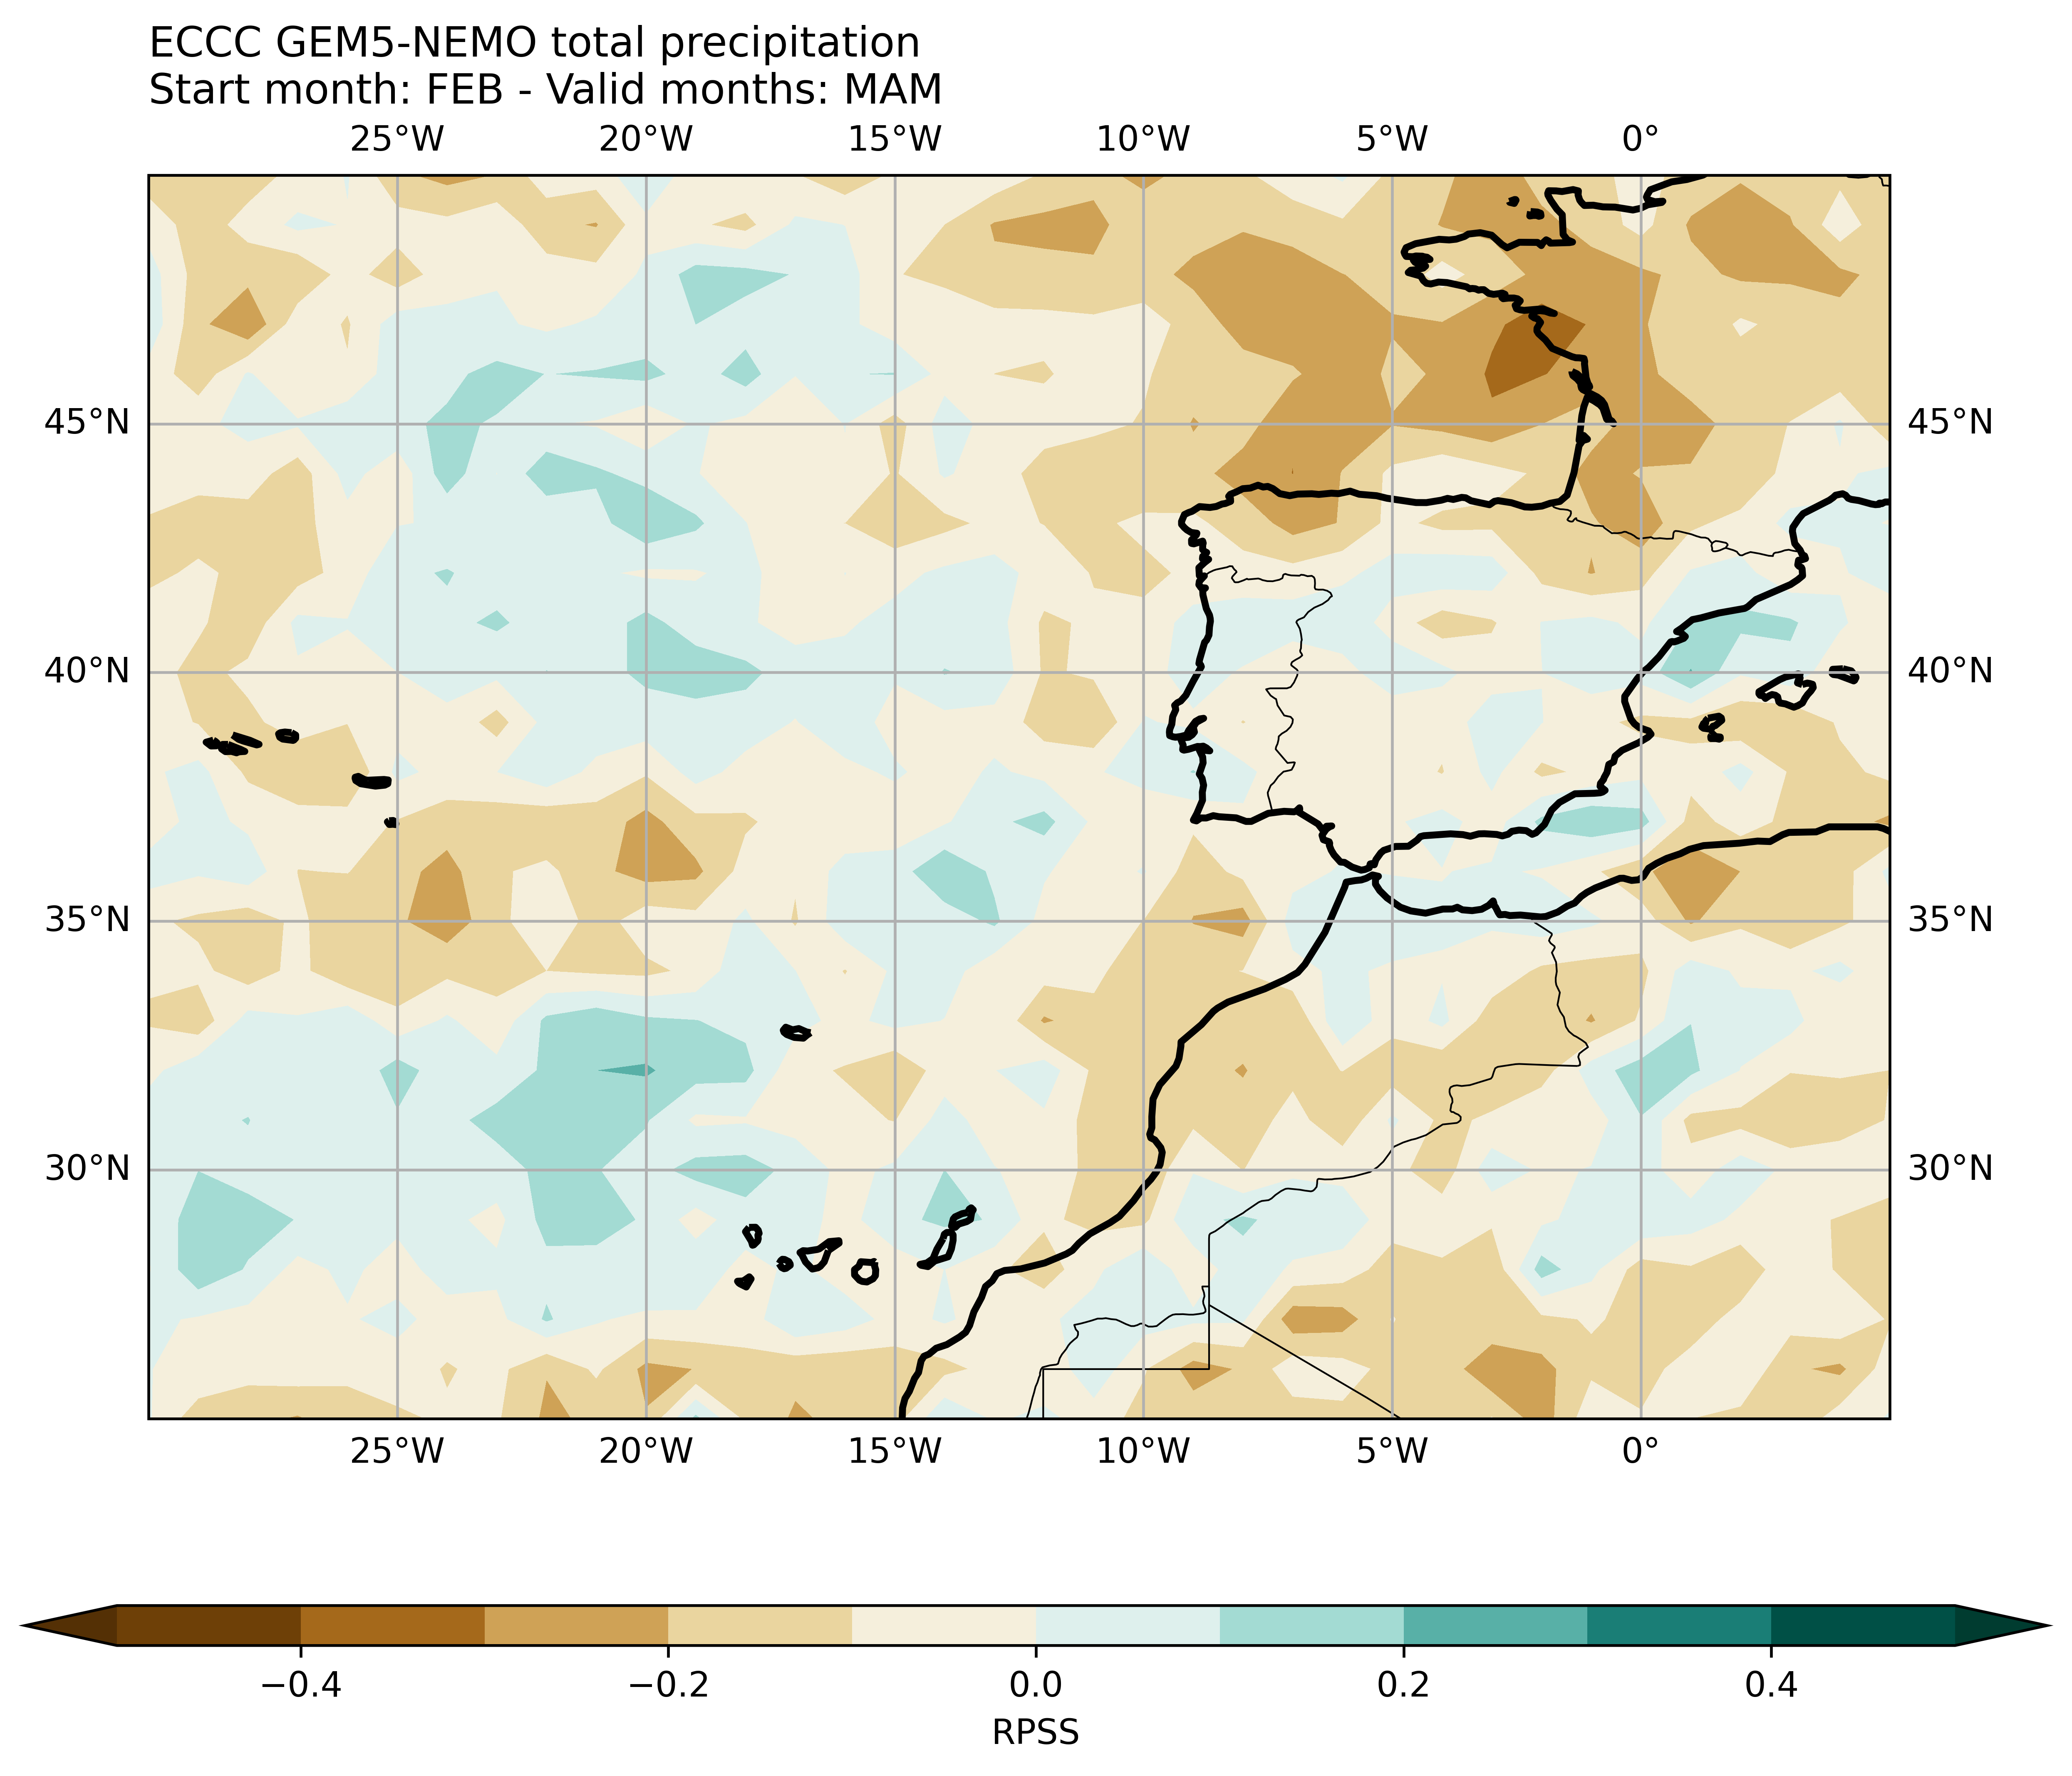 ECCC GEM5-NEMO total precipitation
Start month: FEB - Valid months: MAM
25°W 20°W 15°W 10°W 5°W 0°
45°N 45°N
40°N 40°N
35°N 35°N
30°N 30°N
25°W 20°W 15°W 10°W 5°W 0°
−0.4 −0.2 0.0 0.2 0.4
RPSS